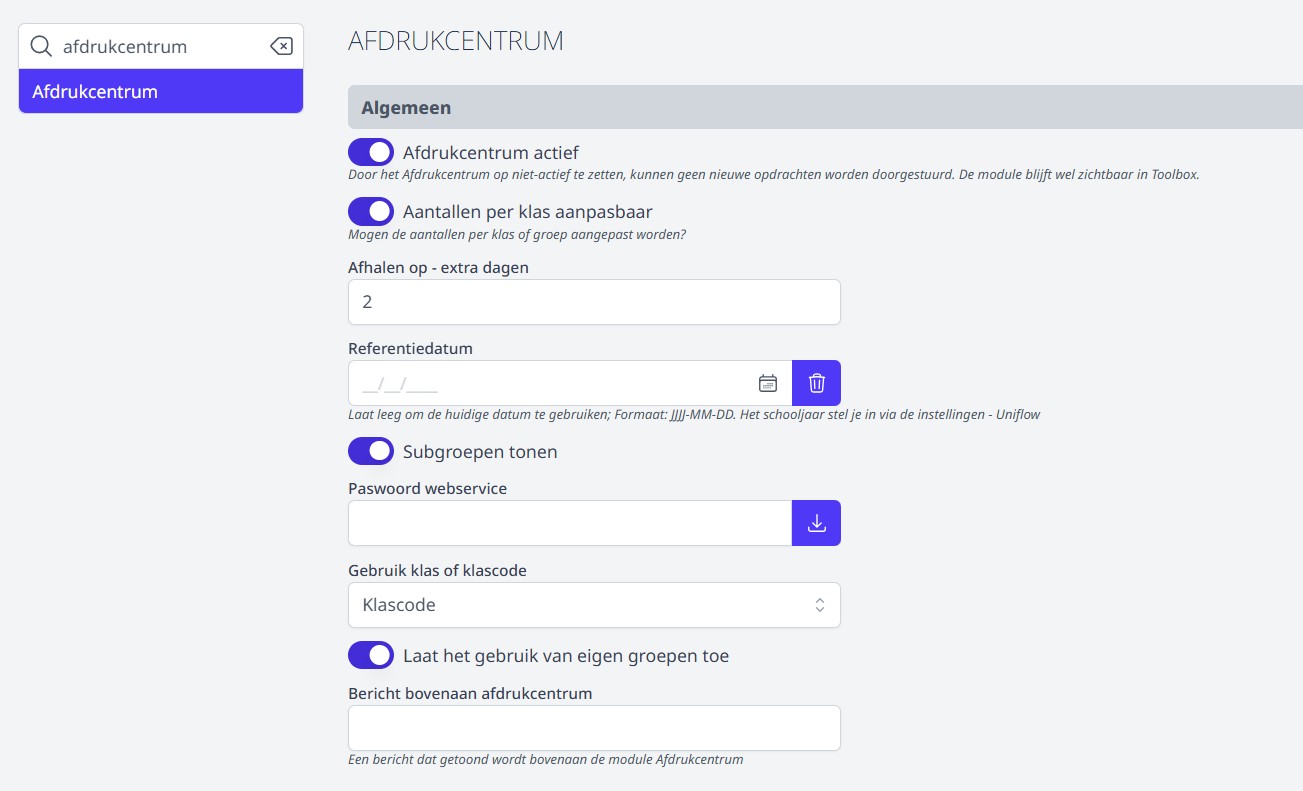 afdrukcentrum
Afdrukcentrum
AFDRUKCENTRUM
Algemeen
Afdrukcentrum actief
Door het Afdrukcentrum op niet-actief te zetten, kunnen geen nieuwe opdrachten worden doorgestuurd. De module blijft wel zichtbaar in Toolbox.
Aantallen per klas aanpasbaar
Mogen de aantallen per klas of groep aangepast worden?
Afhalen op - extra dagen
2
Referentiedatum
__/__/____
Laat leeg om de huidige datum te gebruiken; Formaat: JJJJ-MM-DD. Het schooljaar stel je in via de instellingen - Uniflow
Subgroepen tonen
Paswoord webservice
Gebruik klas of klascode
Klascode
Laat het gebruik van eigen groepen toe
Bericht bovenaan afdrukcentrum
Een bericht dat getoond wordt bovenaan de module Afdrukcentrum